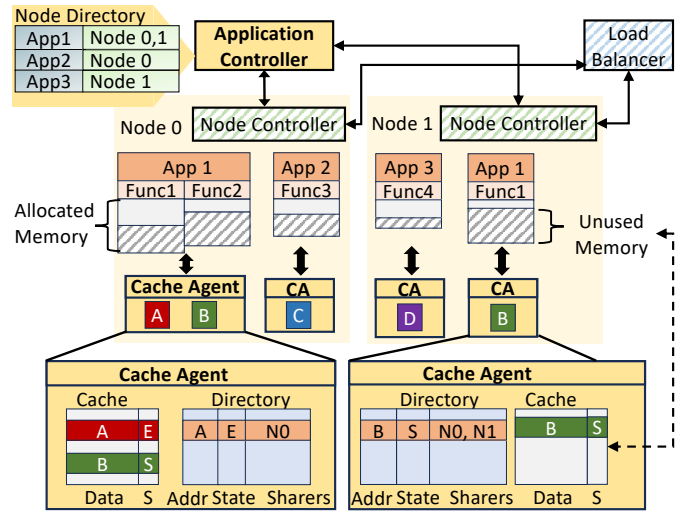 Node Directory
App1 Node 0,1
App2 Node 0
App3 Node 1
Application
Controller
Load
Balancer
Node 0
Node Controller
Node 1
Node Controller
App 1
Func1 Func2
App 2
Func3
App 3
Func4
App 1
Func1
Allocated
Memory
Unused
Memory
Cache Agent
A B
CA
C
CA
D
CA
B
Cache Agent
Cache Directory
A E A E N0
B S
Data S Addr State Sharers
Cache Agent
Directory Cache
B S N0, N1 B S
Addr State Sharers Data S